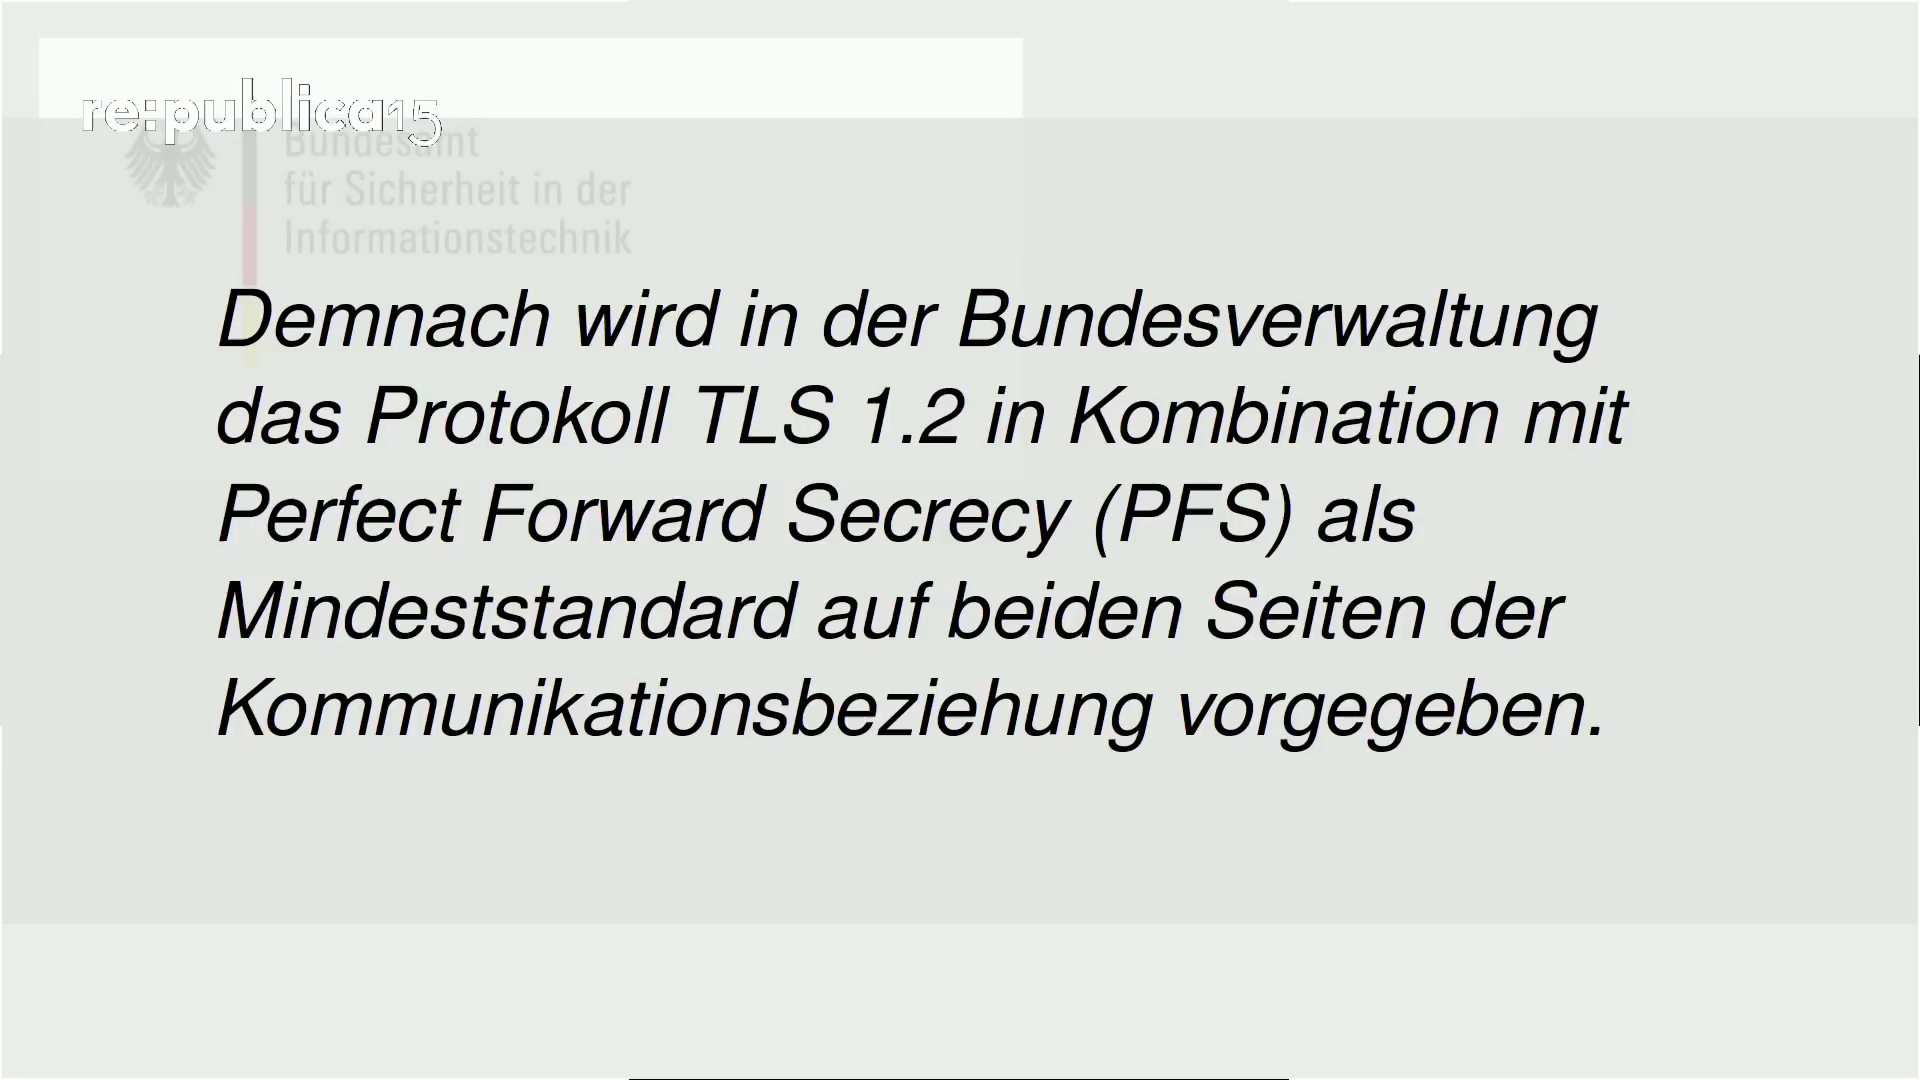 re:publica15
Bundesamt
für Sicherheit in der
Informationstechnik
Demnach wird in der Bundesverwaltung
das Protokoll TLS 1.2 in Kombination mit
Perfect Forward Secrecy (PFS) als
Mindeststandard auf beiden Seiten der
Kommunikationsbeziehung vorgegeben.